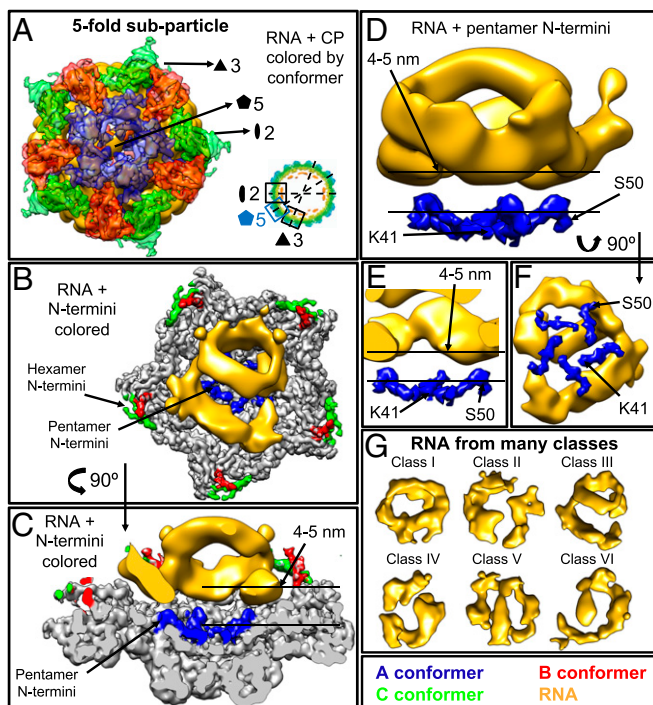 A
5-fold sub-particle
RNA + CP
colored by
conformer
3
5
2
2
5
3
B
RNA +
N-termini
colored
Hexamer
N-termini
Pentamer
N-termini
90º
C
RNA +
N-termini
colored
4-5 nm
Pentamer
N-termini
D
RNA + pentamer N-termini
4-5 nm
S50
K41
90º
E
4-5 nm
K41
S50
F
S50
K41
G
RNA from many classes
Class I
Class II
Class III
Class IV
Class V
Class VI
A conformer
B conformer
C conformer
RNA